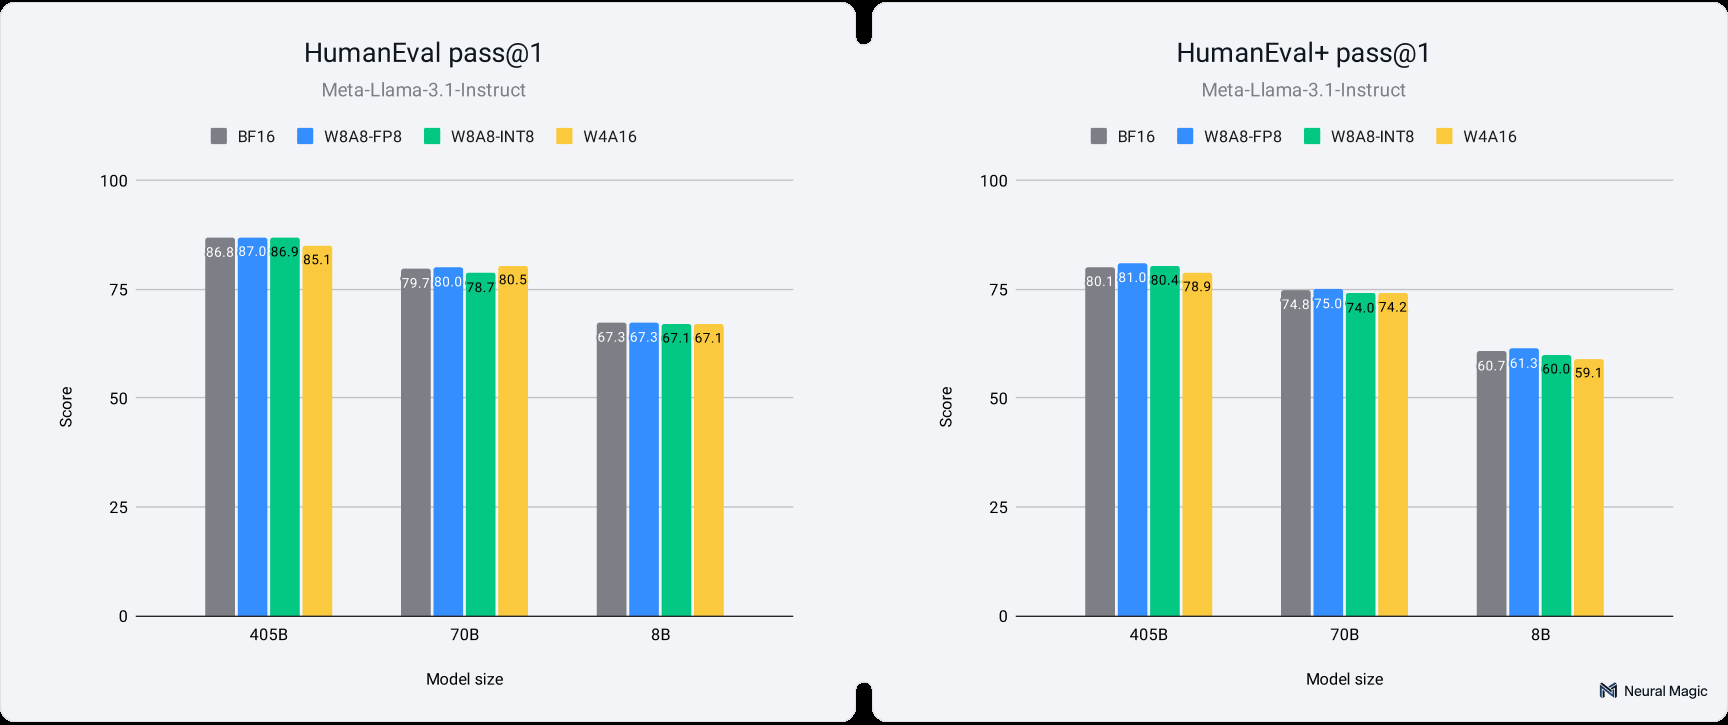 HumanEval pass@1
Meta-Llama-3.1-Instruct
BF16 W8A8-FP8 W8A8-INT8 W4A16
100
75
50
25
0
Score
86.8 87.0 86.9 85.1
79.7 80.0 78.7 80.5
67.3 67.3 67.1 67.1
405B 70B 8B
Model size
HumanEval+ pass@1
Meta-Llama-3.1-Instruct
BF16 W8A8-FP8 W8A8-INT8 W4A16
100
75
50
25
0
Score
80.1 81.0 80.4 78.9
74.8 75.0 74.0 74.2
60.7 61.3 60.0 59.1
405B 70B 8B
Model size
Neural Magic